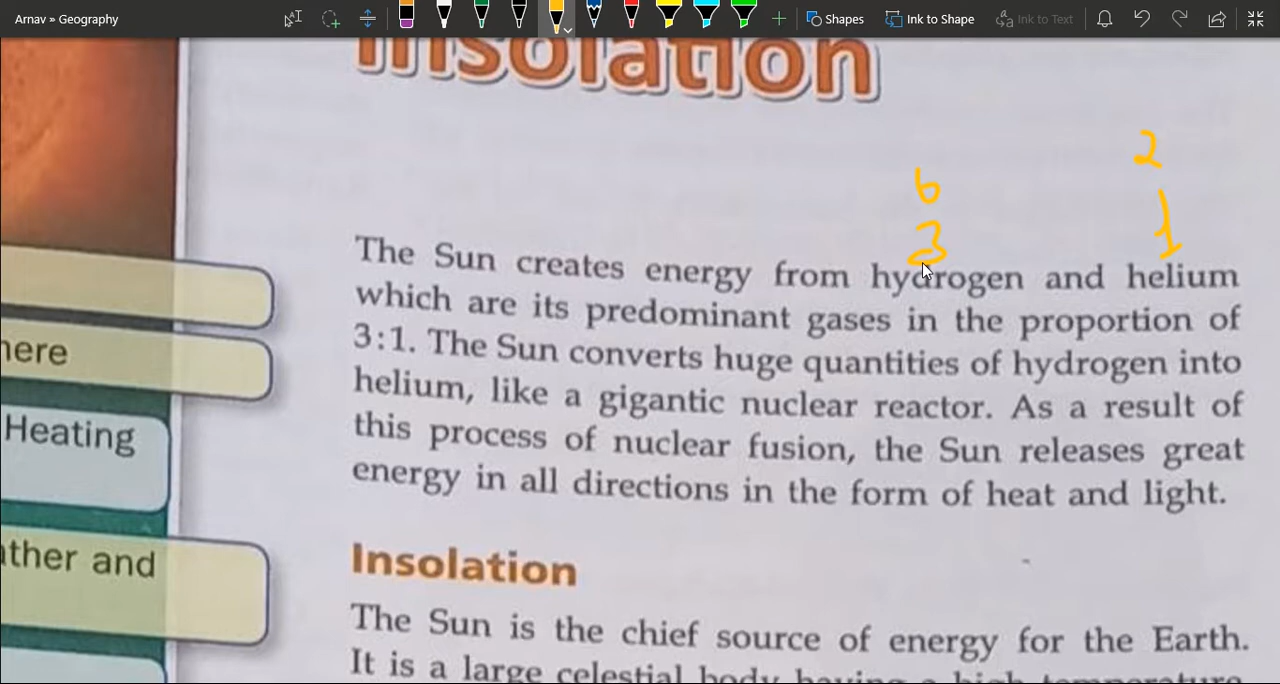 Arnav » Geography
Shapes
Ink to Shape
Ink to Text
Insolation
2
6
3
1
The Sun creates energy from hydrogen and helium
which are its predominant gases in the proportion of
3:1. The Sun converts huge quantities of hydrogen into
helium, like a gigantic nuclear reactor. As a result of
this process of nuclear fusion, the Sun releases great
energy in all directions in the form of heat and light.
here
Heating
ather and
Insolation
The Sun is the chief source of energy for the Earth.
It is a large celestial body having a high temperature